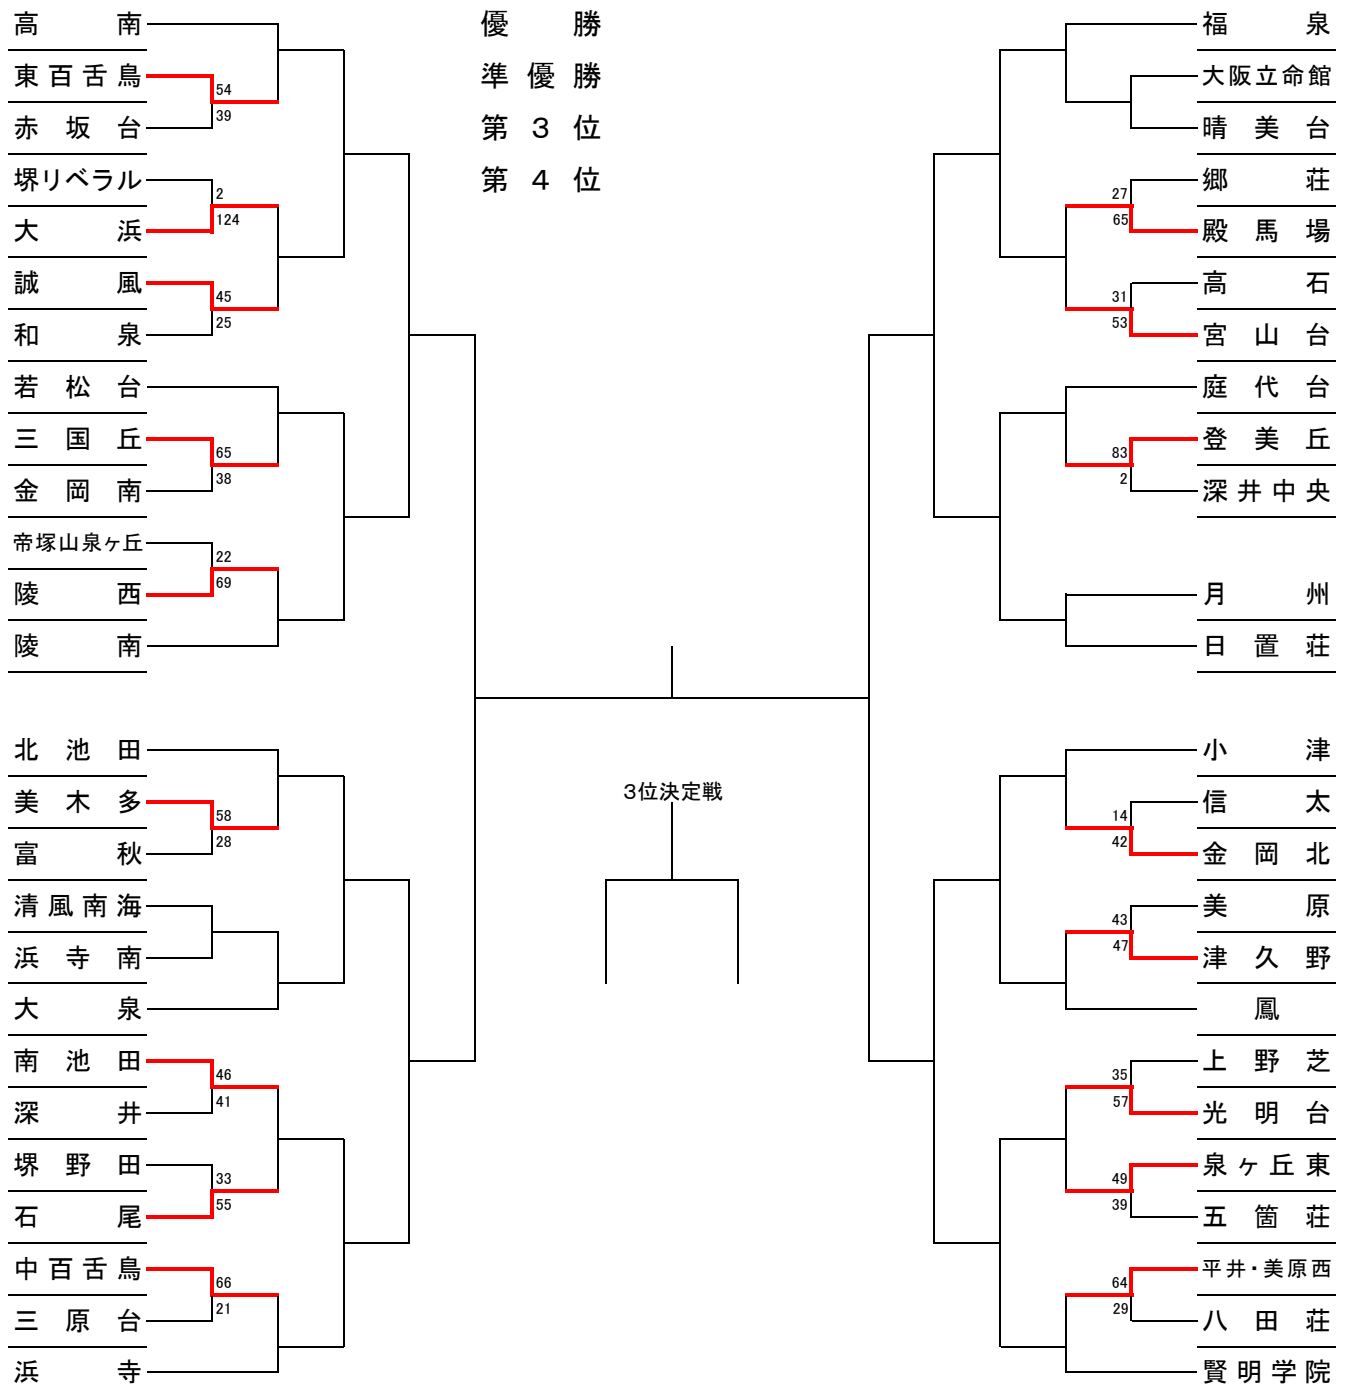 高南
東百舌鳥
54
39
赤坂台
堺リベラル
2
124
大浜
誠風
45
25
和泉
若松台
三国丘
65
38
金岡南
帝塚山泉ヶ丘
22
69
陵西
陵南
北池田
美木多
58
28
富秋
清風南海
浜寺南
大泉
南池田
46
41
深井
堺野田
33
55
石尾
中百舌鳥
66
21
三原台
浜寺
優勝
準優勝
第3位
第4位
3位決定戦
福泉
大阪立命館
晴美台
郷荘
27
65
殿馬場
高石
31
53
宮山台
庭代台
登美丘
83
2
深井中央
月州
日置荘
小津
信太
14
42
金岡北
美原
43
47
津久野
鳳
上野芝
35
57
光明台
泉ヶ丘東
49
39
五箇荘
平井・美原西
64
29
八田荘
賢明学院